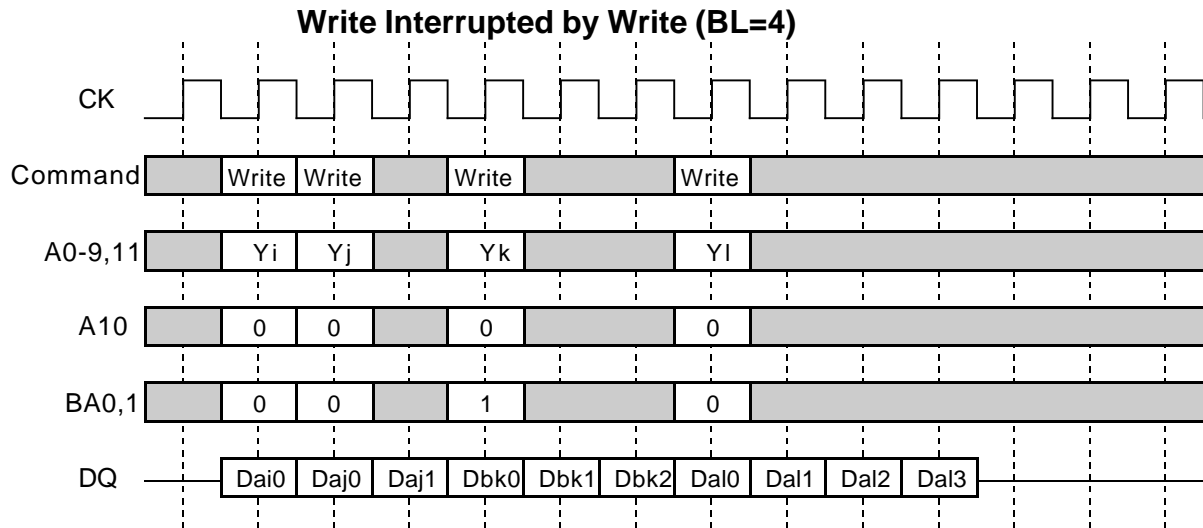 Write Interrupted by Write (BL=4)
CK
Command Write Write Write Write
A0-9,11 Yi Yj Yk Yl
A10 0 0 0 0
BA0,1 0 0 1 0
DQ Dai0 Daj0 Daj1 Dbk0 Dbk1 Dbk2 Dal0 Dal1 Dal2 Dal3